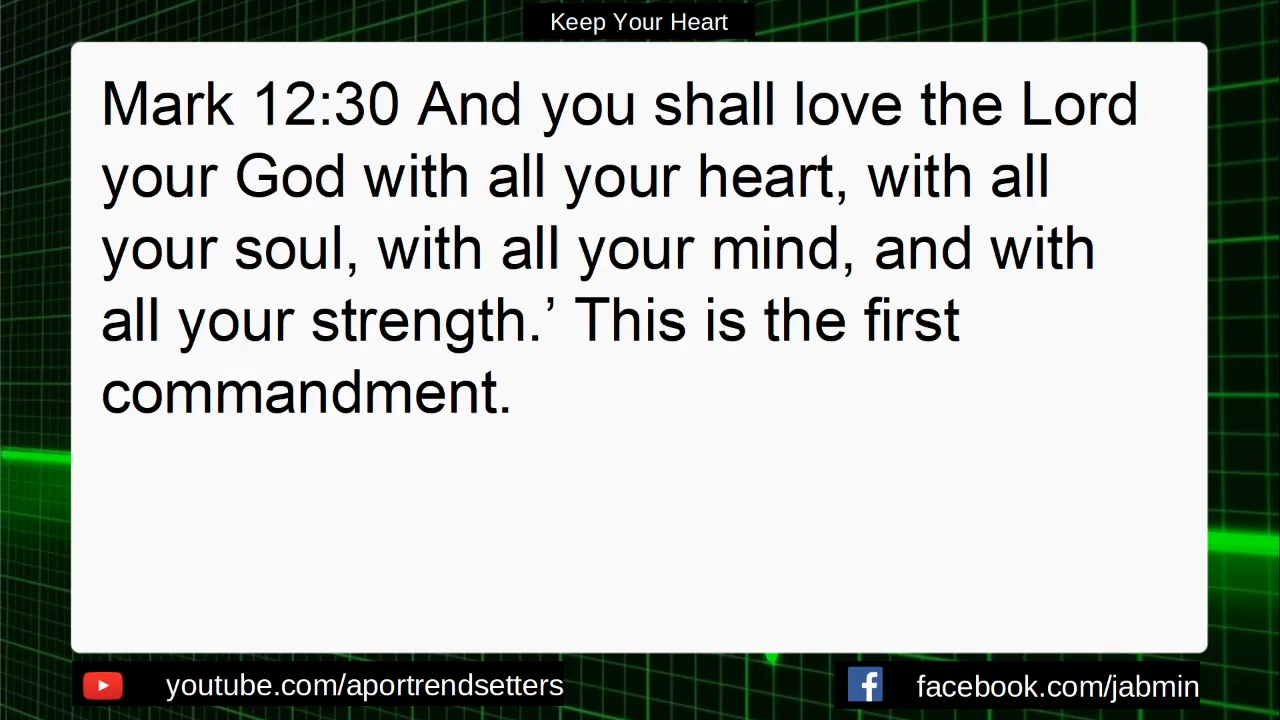 Keep Your Heart
Mark 12:30 And you shall love the Lord
your God with all your heart, with all
your soul, with all your mind, and with
all your strength.’ This is the first
commandment.
youtube.com/aportrendsetters
facebook.com/jabmin